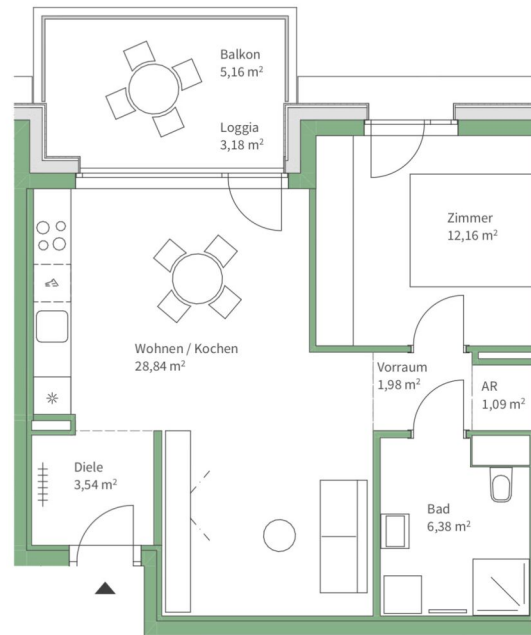 Balkon
5,16 m²
Loggia
3,18 m²
Zimmer
12,16 m²
Wohnen / Kochen
28,84 m²
Vorraum
1,98 m²
AR
1,09 m²
Diele
3,54 m²
Bad
6,38 m²